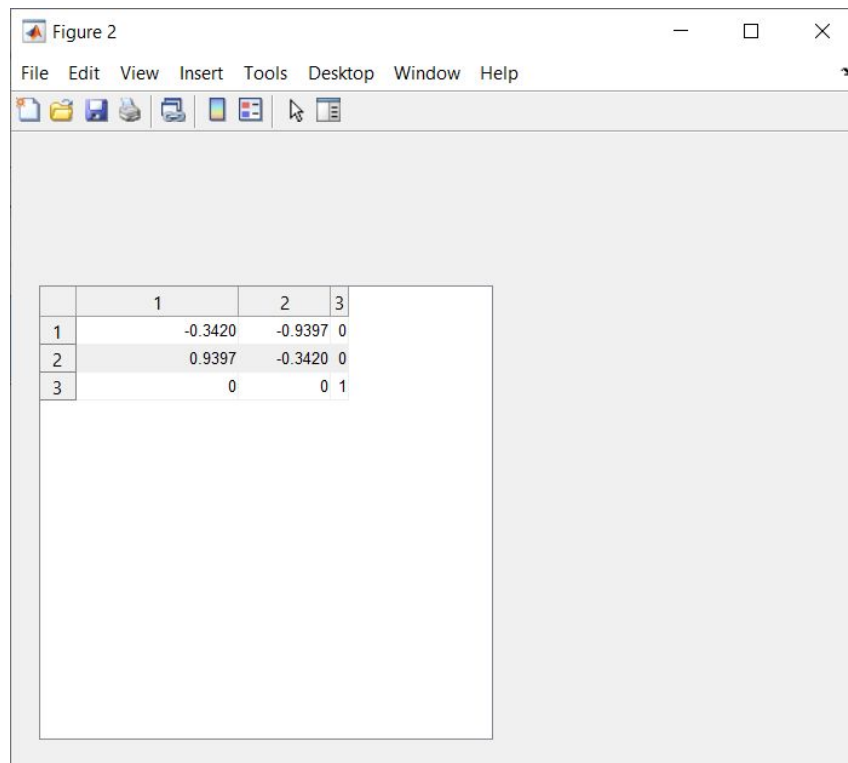 Figure 2
File Edit View Insert Tools Desktop Window Help
1 2 3
1 -0.3420 -0.9397 0
2 0.9397 -0.3420 0
3 0 0 1